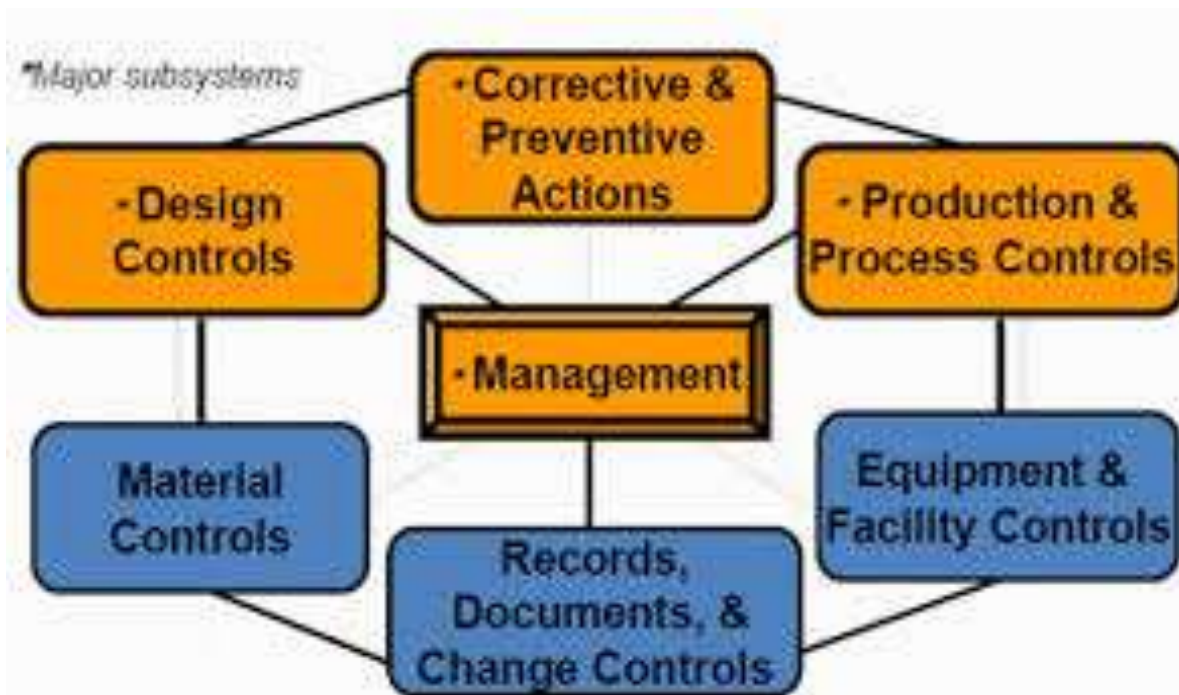 *Major subsystems
·Corrective &
Preventive
Actions
·Design
Controls
·Production &
Process Controls
·Management
Material
Controls
Equipment &
Facility Controls
Records,
Documents, &
Change Controls